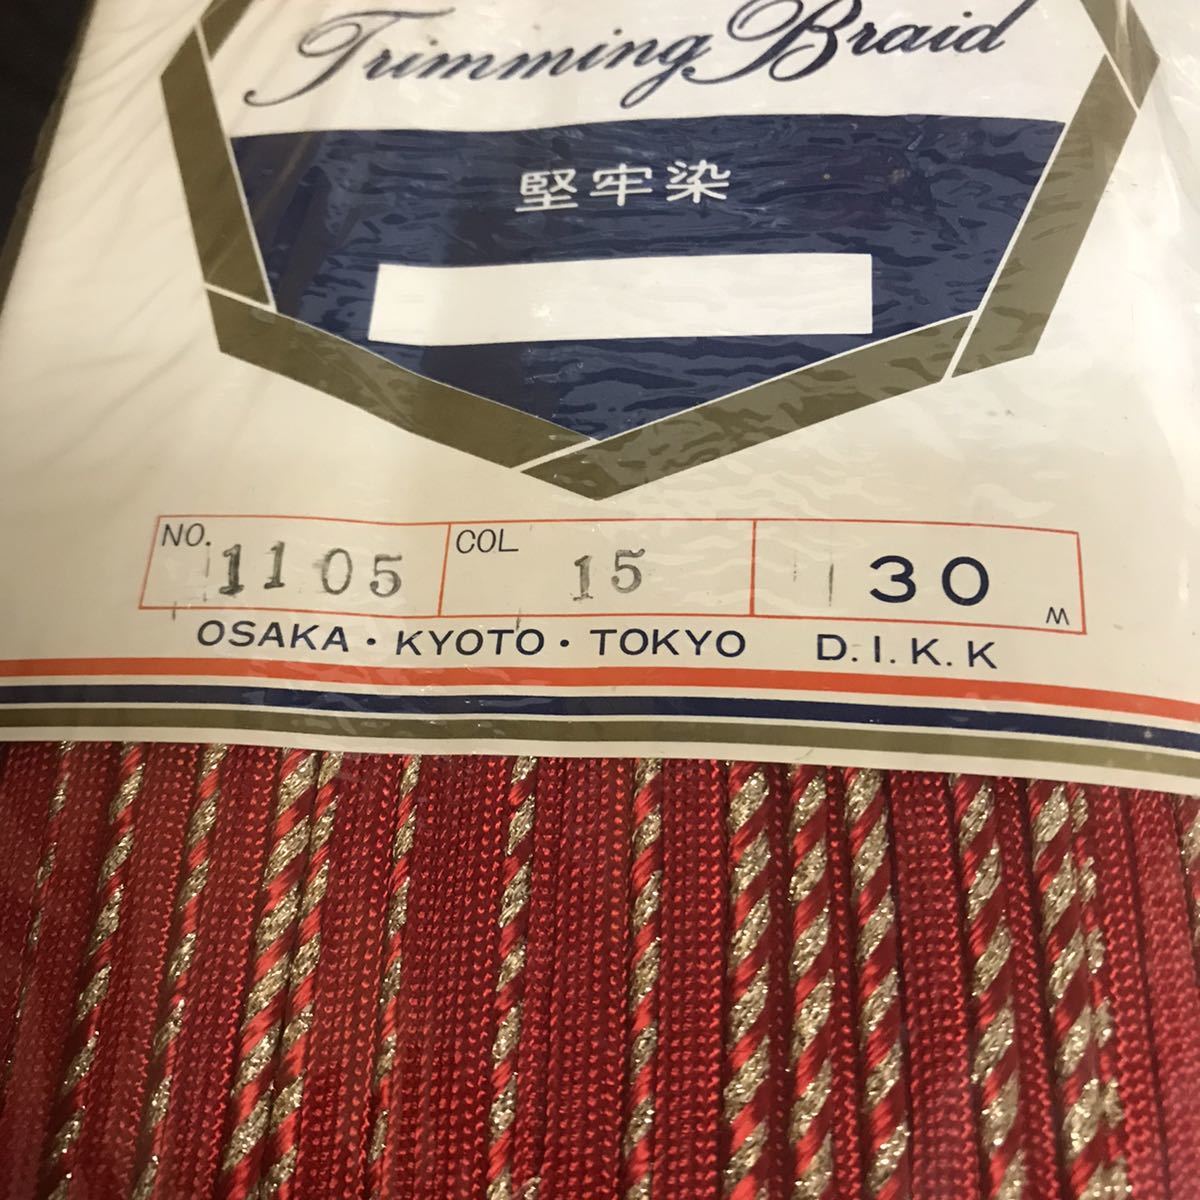 Trimming Braid
堅牢染
NO. 1105 COL 15 30 M
OSAKA・KYOTO・TOKYO D.I.K.K